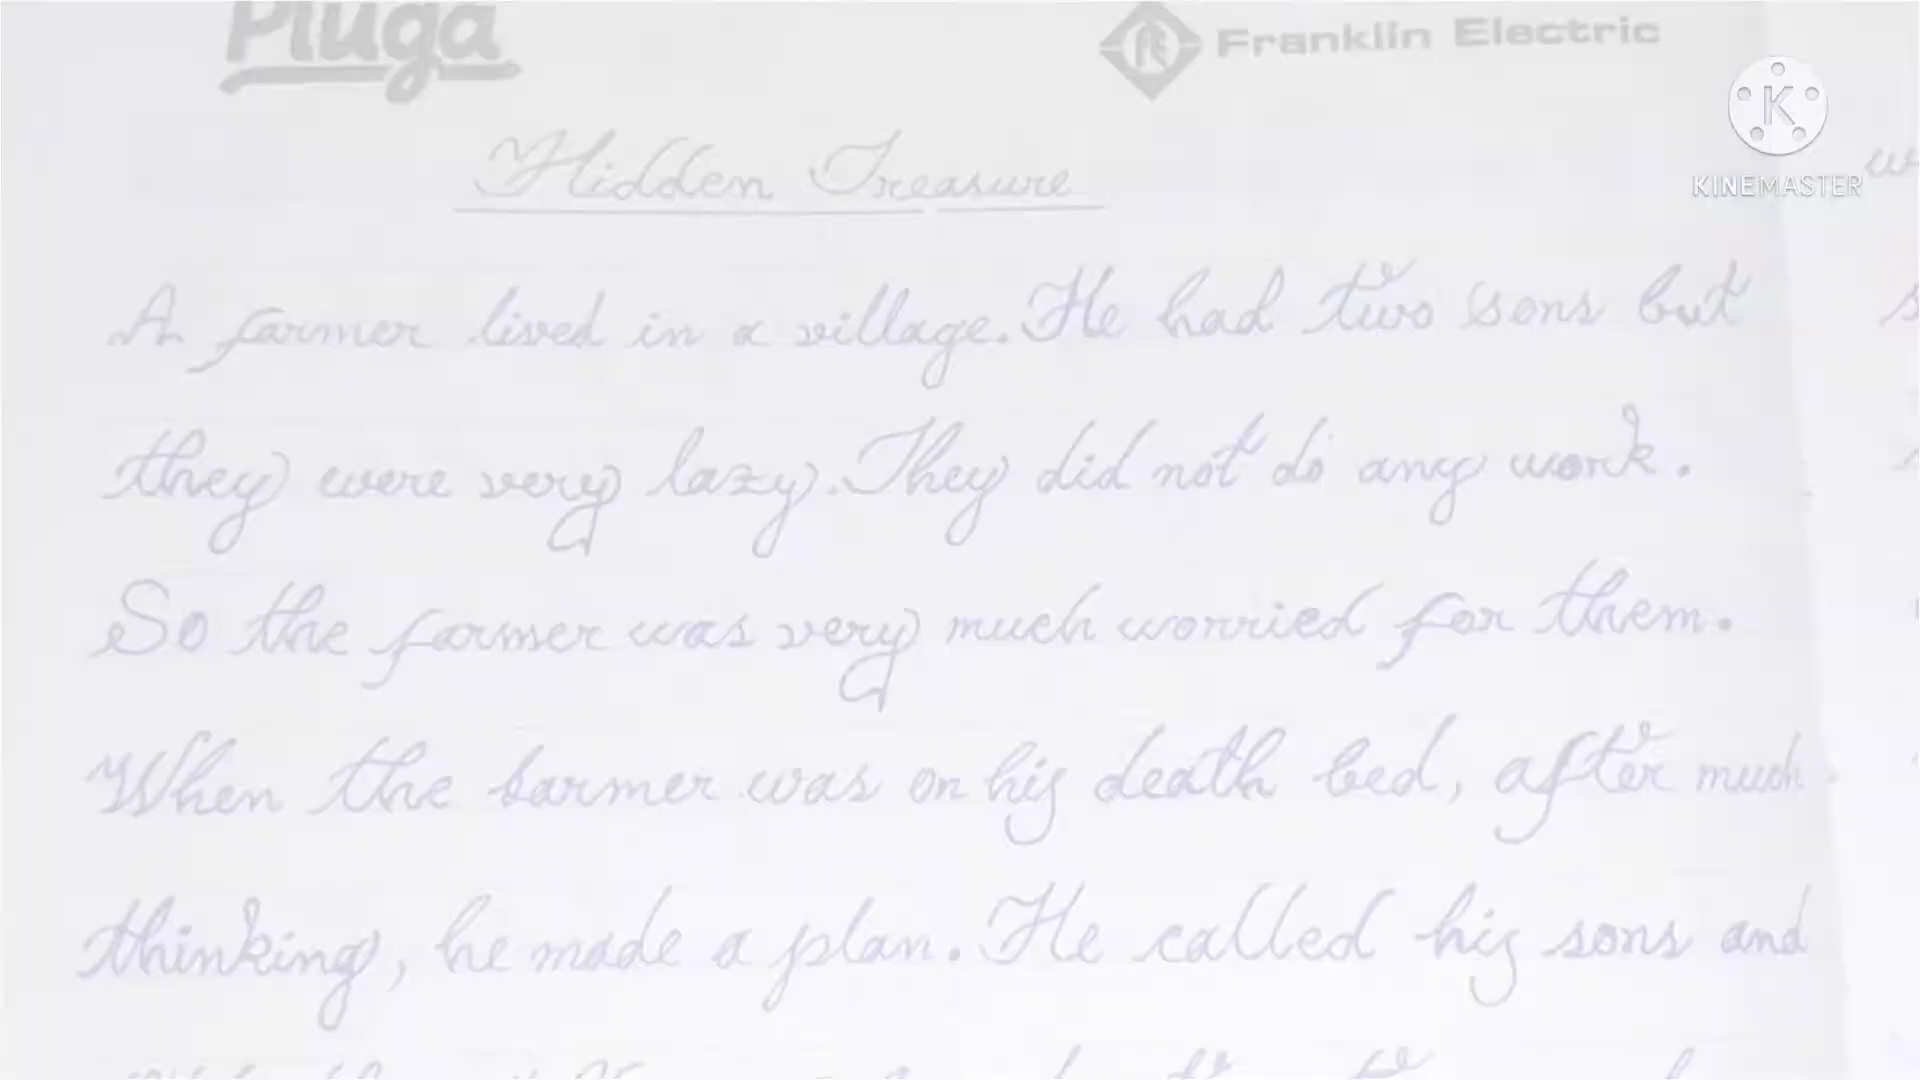 Pluga
Franklin Electric
KINEMASTER
Hidden Treasure
A farmer lived in a village. He had two sons but
they were very lazy. They did not do any work.
So the farmer was very much worried for them.
When the farmer was on his death bed, after much
thinking, he made a plan. He called his sons and